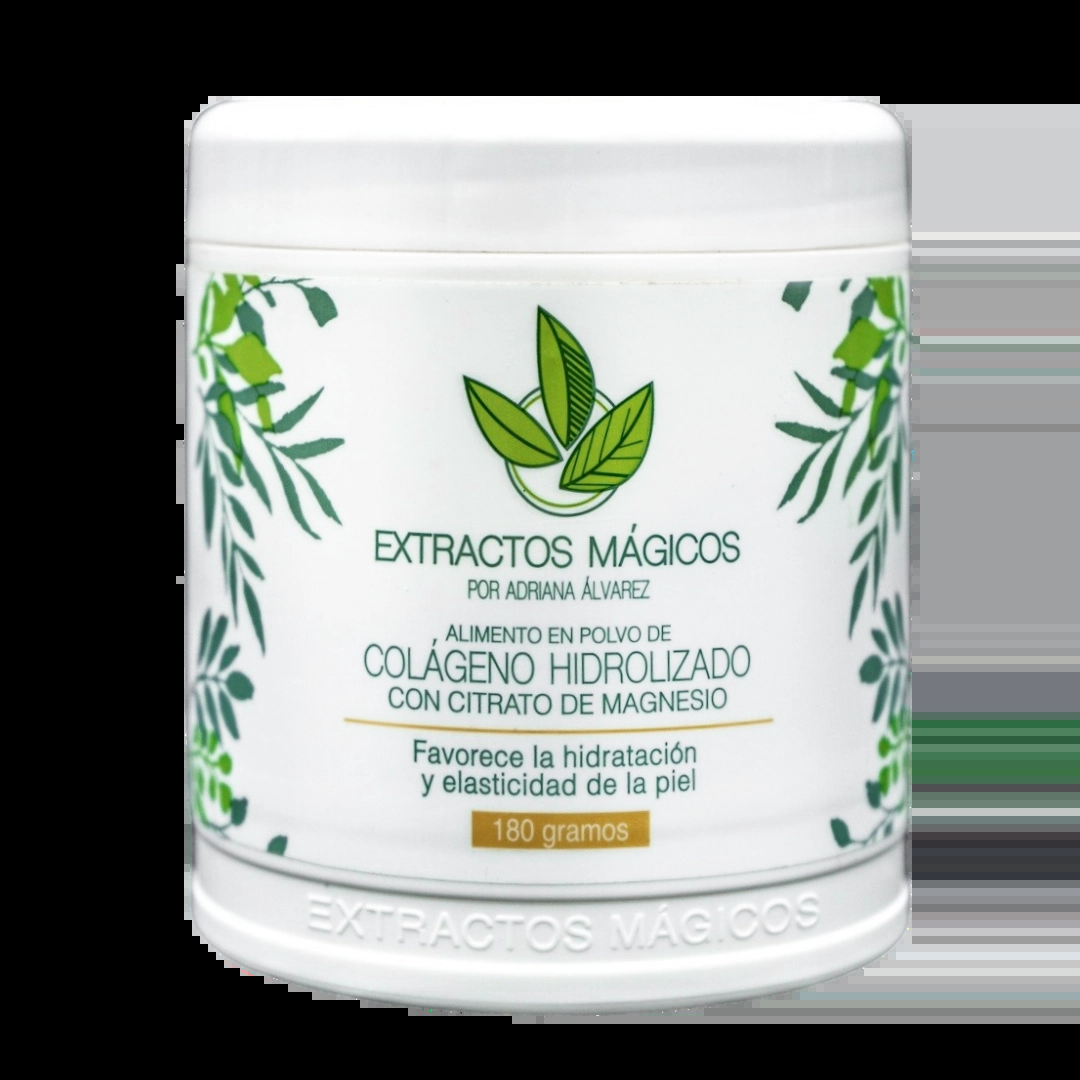 EXTRACTOS MÁGICOS
POR ADRIANA ÁLVAREZ
ALIMENTO EN POLVO DE
COLÁGENO HIDROLIZADO
CON CITRATO DE MAGNESIO
Favorece la hidratación
y elasticidad de la piel
180 gramos
EXTRACTOS MÁGICOS